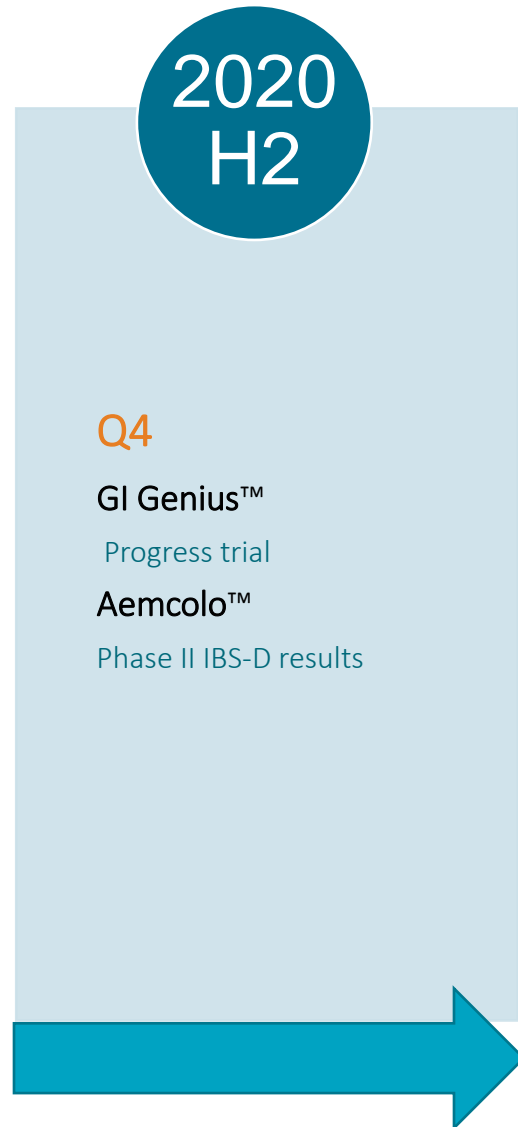 2020
H2
Q4
GI Genius™
Progress trial
Aemcolo™
Phase II IBS-D results